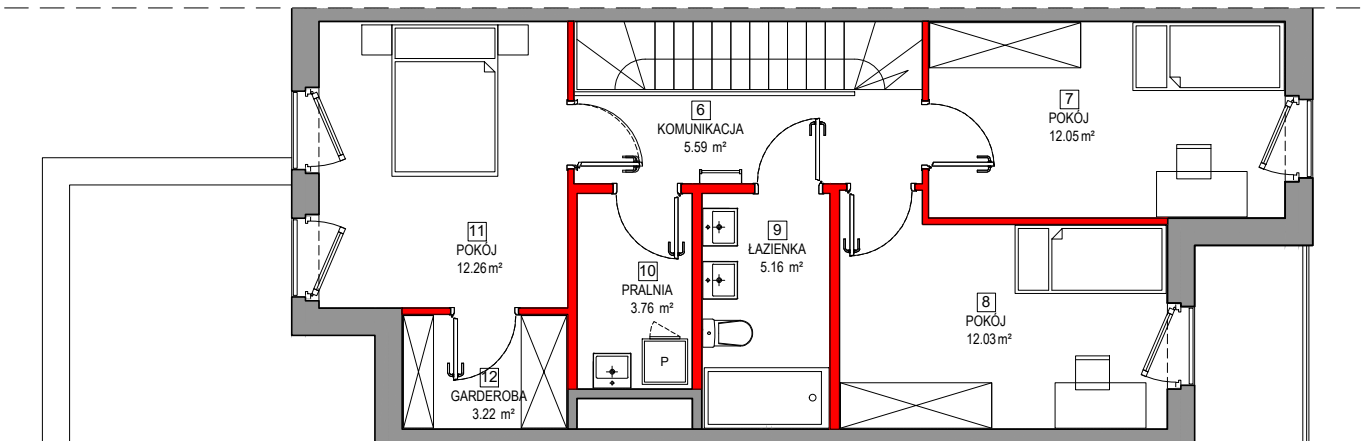 6
KOMUNIKACJA
5.59 m²
7
POKÓJ
12.05 m²
11
POKÓJ
12.26 m²
9
ŁAZIENKA
5.16 m²
10
PRALNIA
3.76 m²
8
POKÓJ
12.03 m²
P
12
GARDEROBA
3.22 m²